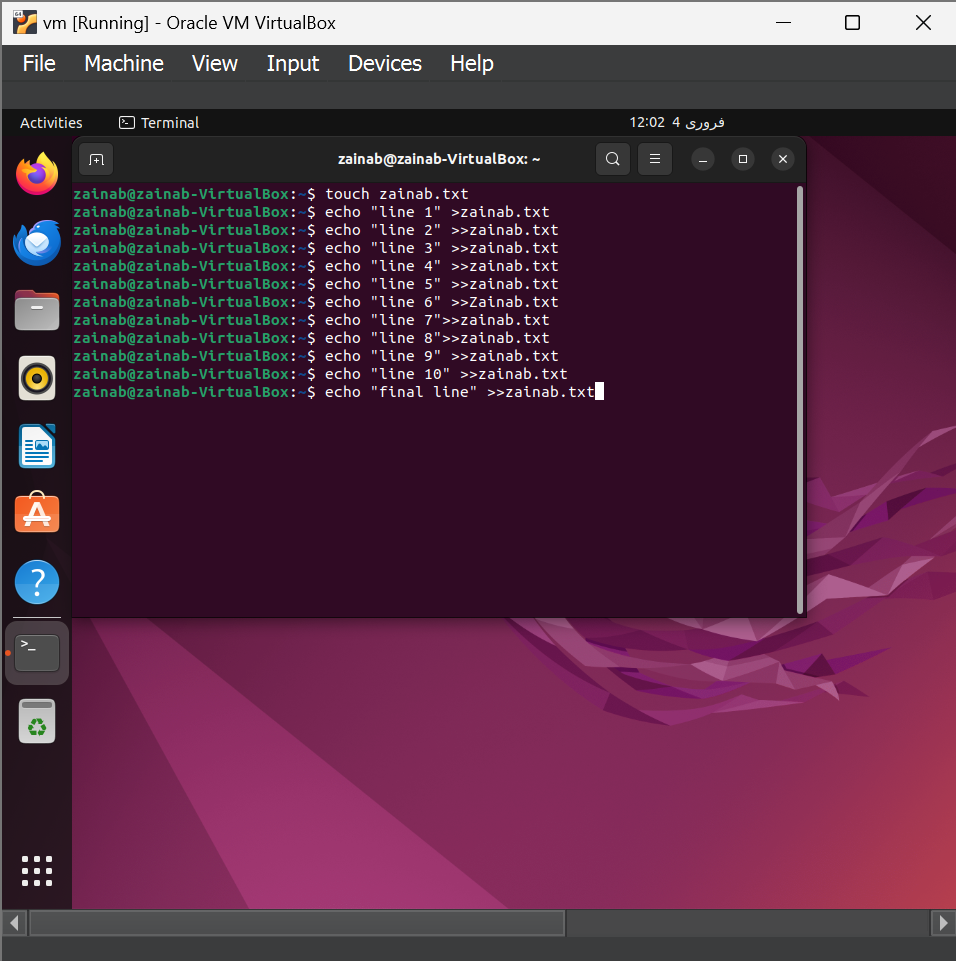 vm [Running] - Oracle VM VirtualBox
File Machine View Input Devices Help
Activities Terminal 12:02 4 فروری
zainab@zainab-VirtualBox: ~
zainab@zainab-VirtualBox:~$ touch zainab.txt
zainab@zainab-VirtualBox:~$ echo "line 1" >zainab.txt
zainab@zainab-VirtualBox:~$ echo "line 2" >>zainab.txt
zainab@zainab-VirtualBox:~$ echo "line 3" >>zainab.txt
zainab@zainab-VirtualBox:~$ echo "line 4" >>zainab.txt
zainab@zainab-VirtualBox:~$ echo "line 5" >>zainab.txt
zainab@zainab-VirtualBox:~$ echo "line 6" >>Zainab.txt
zainab@zainab-VirtualBox:~$ echo "line 7">>zainab.txt
zainab@zainab-VirtualBox:~$ echo "line 8">>zainab.txt
zainab@zainab-VirtualBox:~$ echo "line 9" >>zainab.txt
zainab@zainab-VirtualBox:~$ echo "line 10" >>zainab.txt
zainab@zainab-VirtualBox:~$ echo "final line" >>zainab.txt